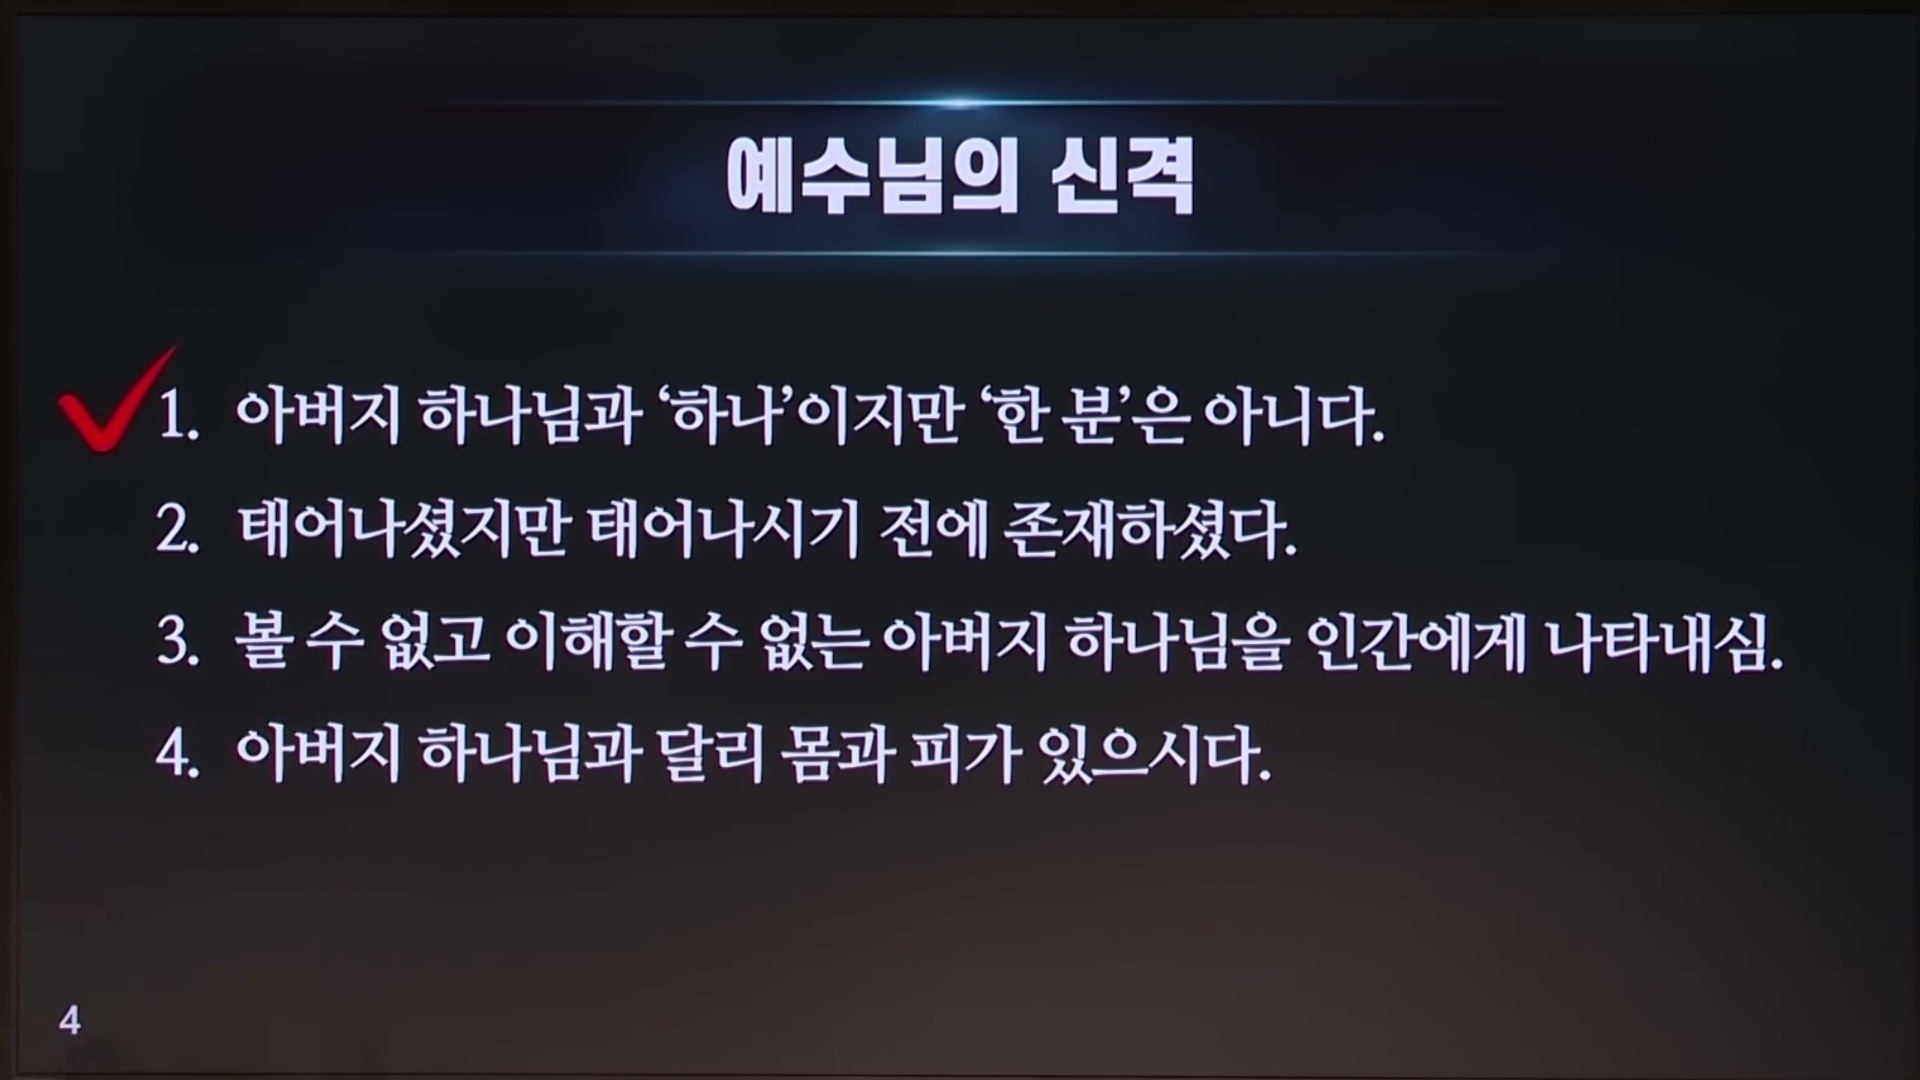 예수님의 신격
1. 아버지 하나님과 ‘하나’이지만 ‘한 분’은 아니다.
2. 태어나셨지만 태어나시기 전에 존재하셨다.
3. 볼 수 없고 이해할 수 없는 아버지 하나님을 인간에게 나타내심.
4. 아버지 하나님과 달리 몸과 피가 있으시다.
4